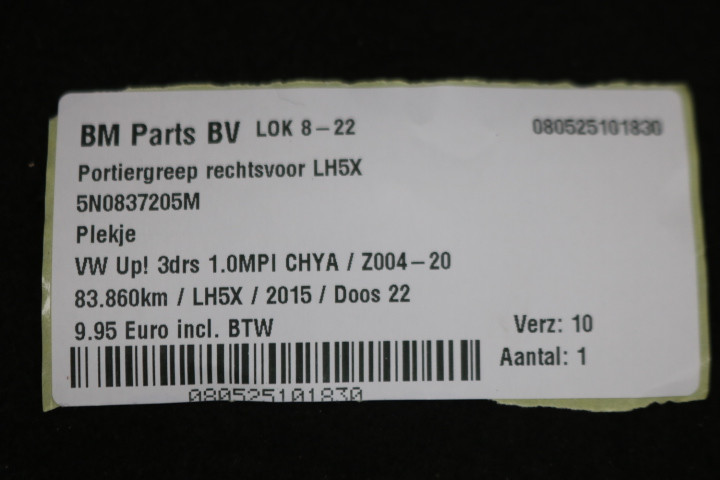 BM Parts BV LOK 8-22 080525101830
Portiergreep rechtsvoor LH5X
5N0837205M
Plekje
VW Up! 3drs 1.0MPI CHYA / Z004-20
83.860km / LH5X / 2015 / Doos 22
9.95 Euro incl. BTW Verz: 10
Aantal: 1
080525101830